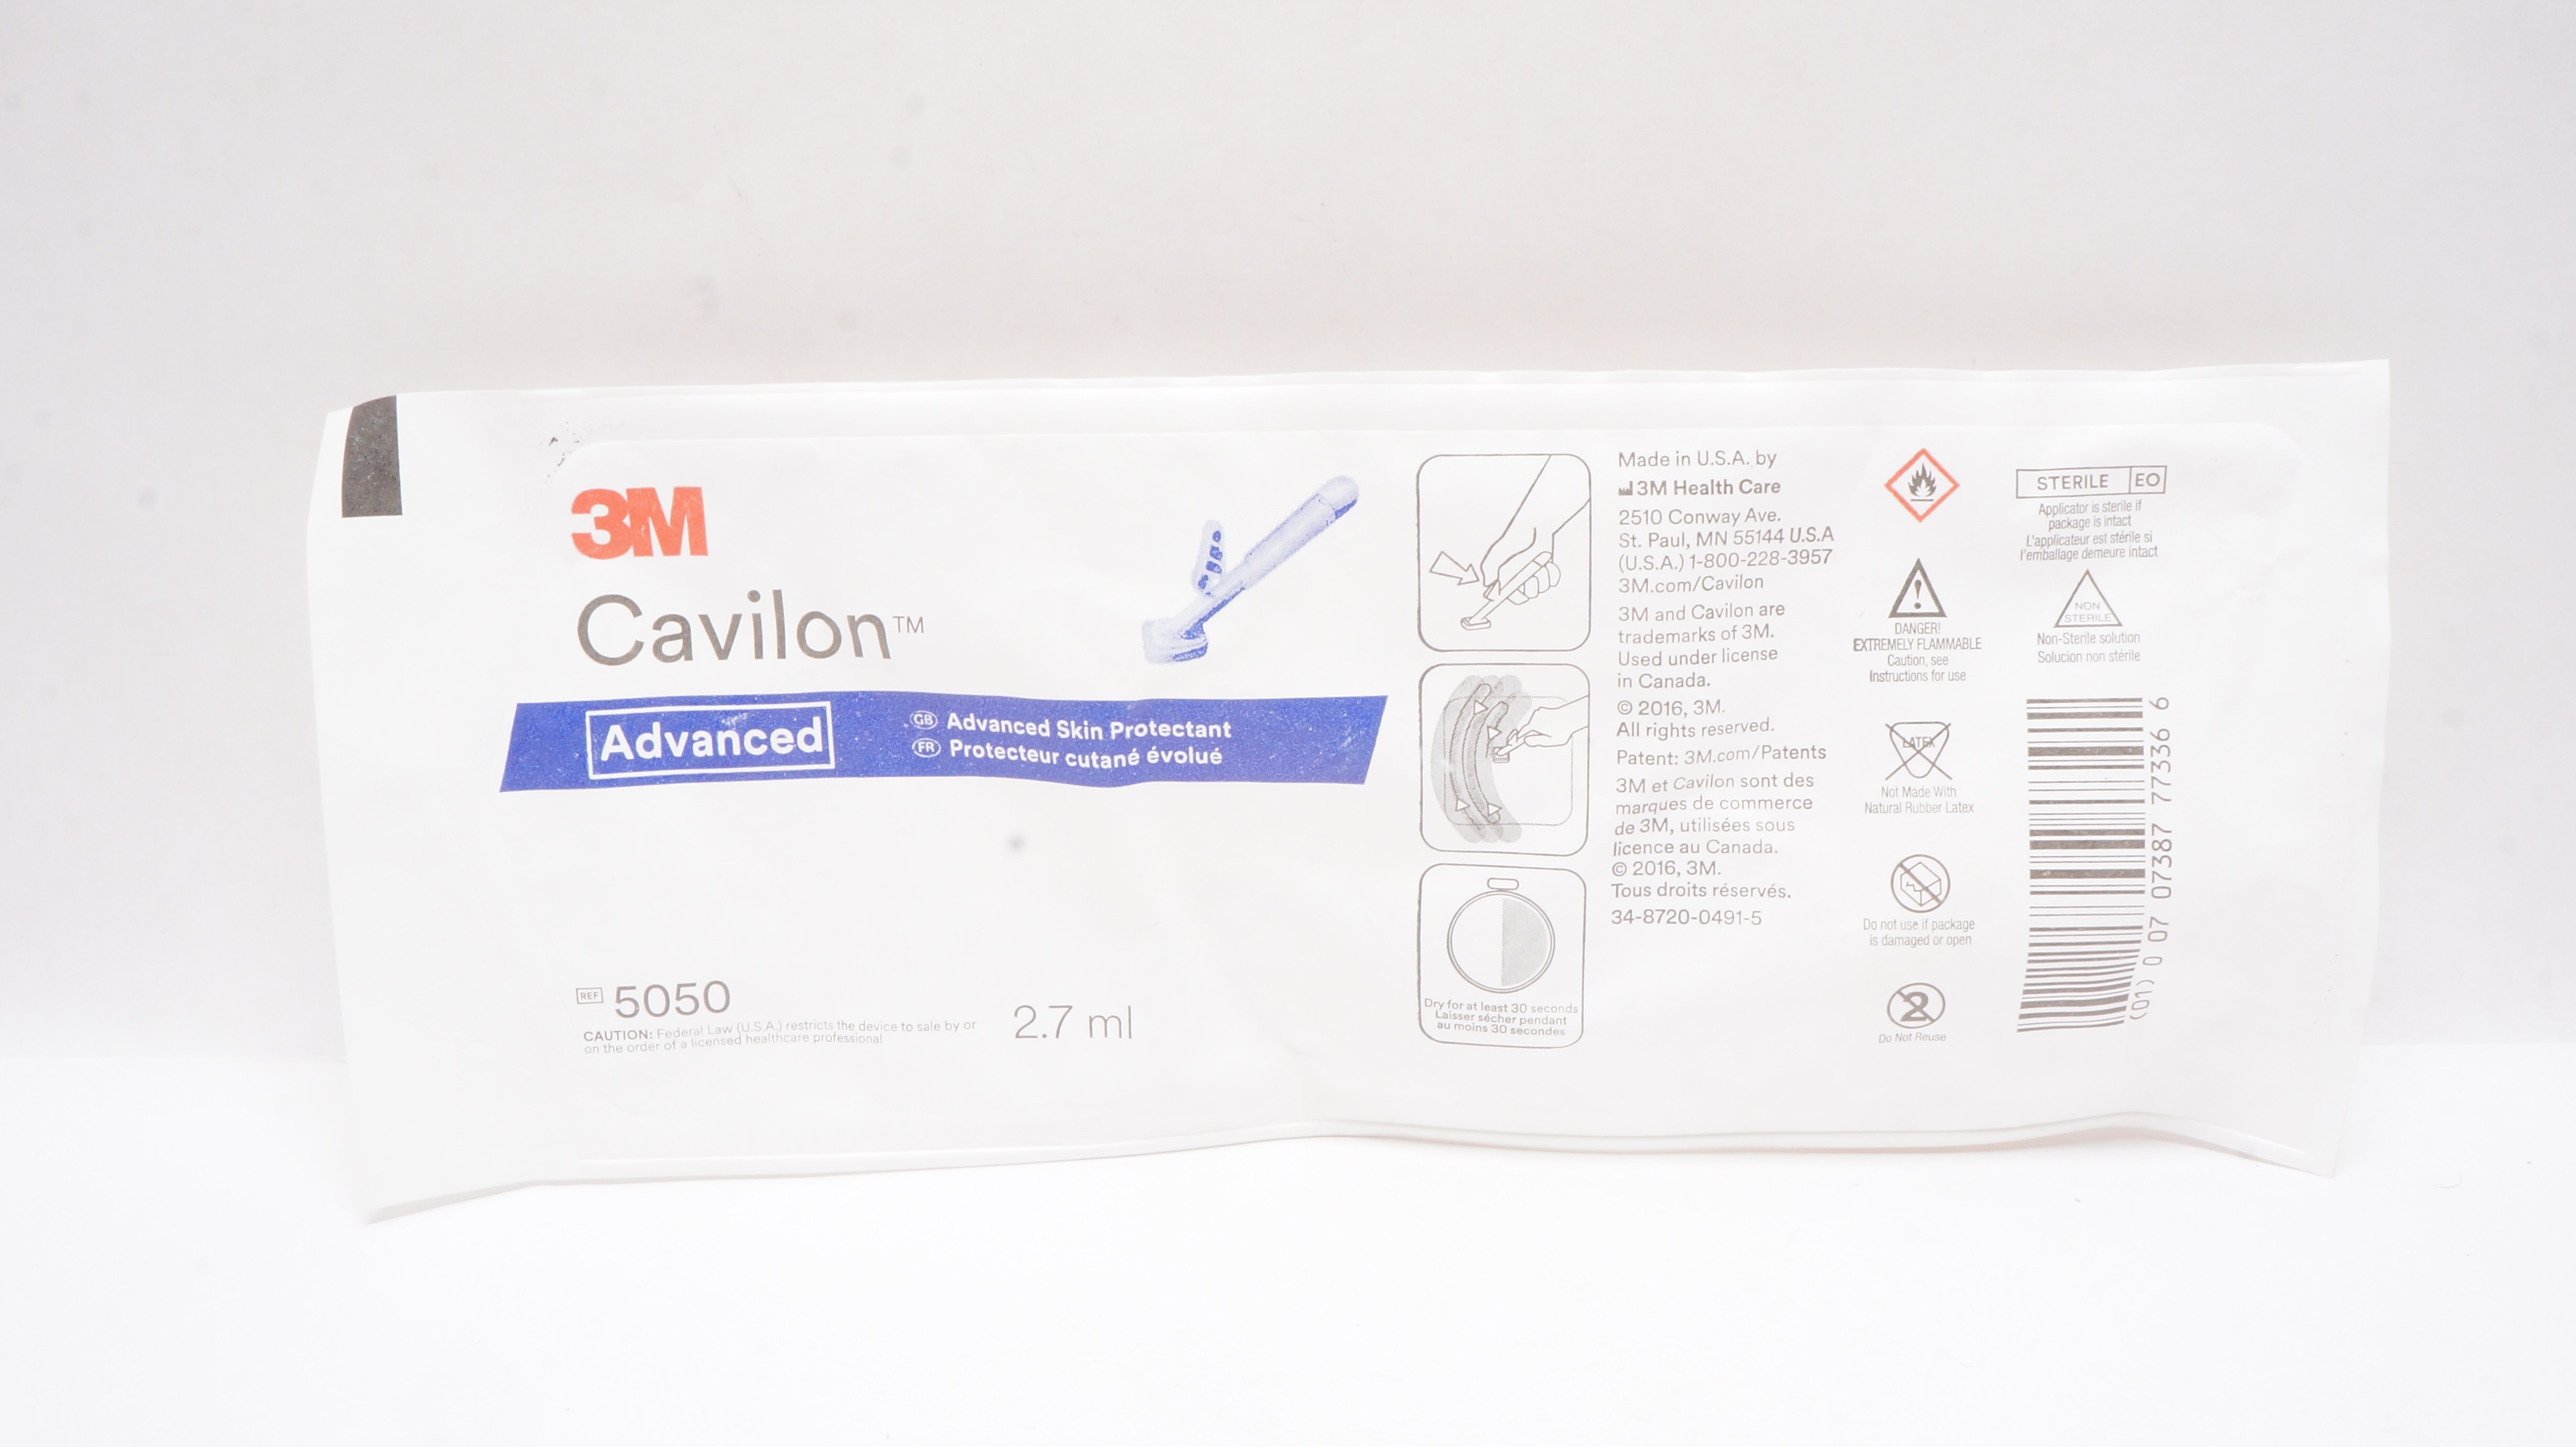 3M
Cavilon™
Advanced
GB Advanced Skin Protectant
FR Protecteur cutané évolué
REF 5050
CAUTION: Federal Law (U.S.A.) restricts the device to sale by or
on the order of a licensed healthcare professional
2.7 ml
Dry for at least 30 seconds
Laisser sécher pendant
au moins 30 secondes
Made in U.S.A. by
3M Health Care
2510 Conway Ave.
St. Paul, MN 55144 U.S.A
(U.S.A.) 1-800-228-3957
3M.com/Cavilon
3M and Cavilon are
trademarks of 3M.
Used under license
in Canada.
© 2016, 3M.
All rights reserved.
Patent: 3M.com/Patents
3M et Cavilon sont des
marques de commerce
de 3M, utilisées sous
licence au Canada.
© 2016, 3M.
Tous droits réservés.
34-8720-0491-5
DANGER!
EXTREMELY FLAMMABLE
Caution, see
Instructions for use
LATEX
Not Made With
Natural Rubber Latex
Do not use if package
is damaged or open
2
Do Not Reuse
STERILE EO
Applicator is sterile if
package is intact
L'applicateur est stérile si
l'emballage demeure intact
NON
STERILE
Non-Sterile solution
Solucion non stérile
(01) 0 07 07387 77336 6